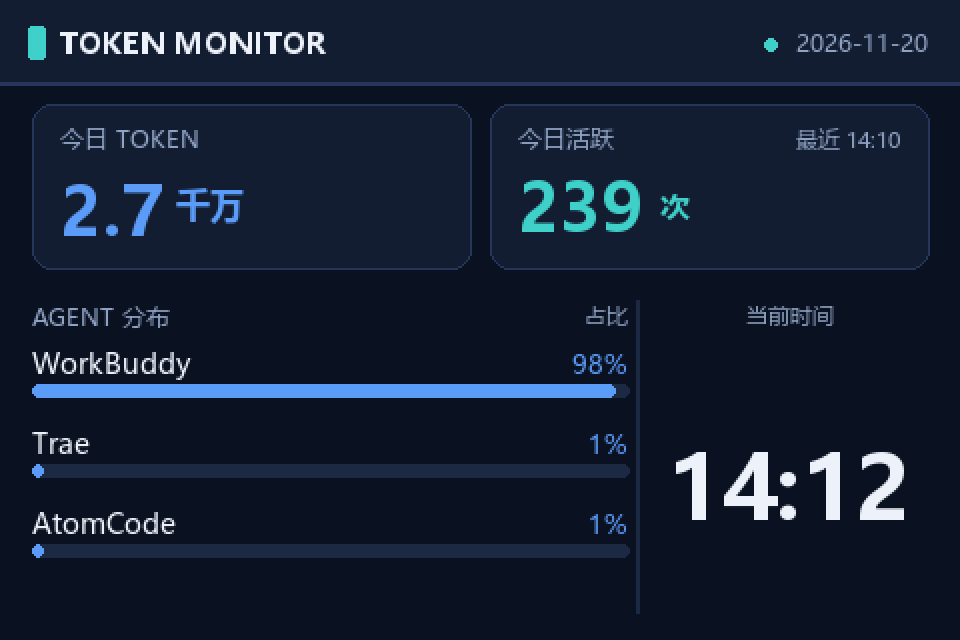 TOKEN MONITOR
2026-11-20
今日 TOKEN
2.7 千万
今日活跃
最近 14:10
239 次
AGENT 分布
占比
WorkBuddy
98%
Trae
1%
AtomCode
1%
当前时间
14:12